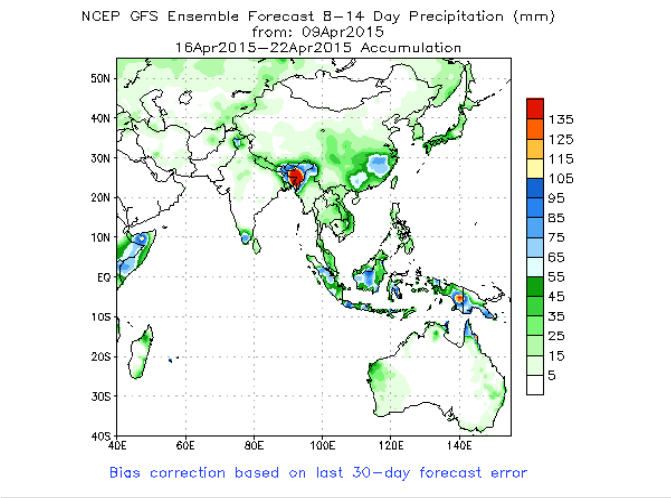 NCEP GFS Ensemble Forecast 8-14 Day Precipitation (mm)
from: 09Apr2015
16Apr2015-22Apr2015 Accumulation
50N
40N
30N
20N
10N
EQ
10S
20S
30S
40S
40E 60E 80E 100E 120E 140E
135
125
115
105
95
85
75
65
55
45
35
25
15
5
Bias correction based on last 30-day forecast error